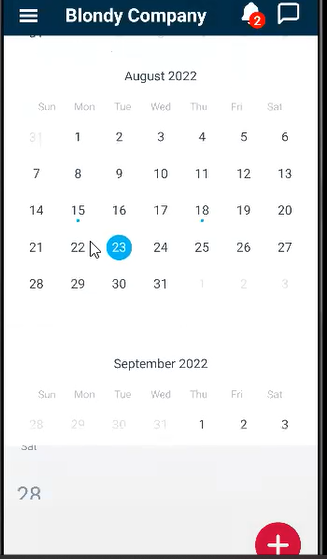 Blondy Company
2
August 2022
Sun Mon Tue Wed Thu Fri Sat
31 1 2 3 4 5 6
7 8 9 10 11 12 13
14 15 16 17 18 19 20
21 22 23 24 25 26 27
28 29 30 31 1 2 3
September 2022
Sun Mon Tue Wed Thu Fri Sat
28 29 30 31 1 2 3
Sat
28